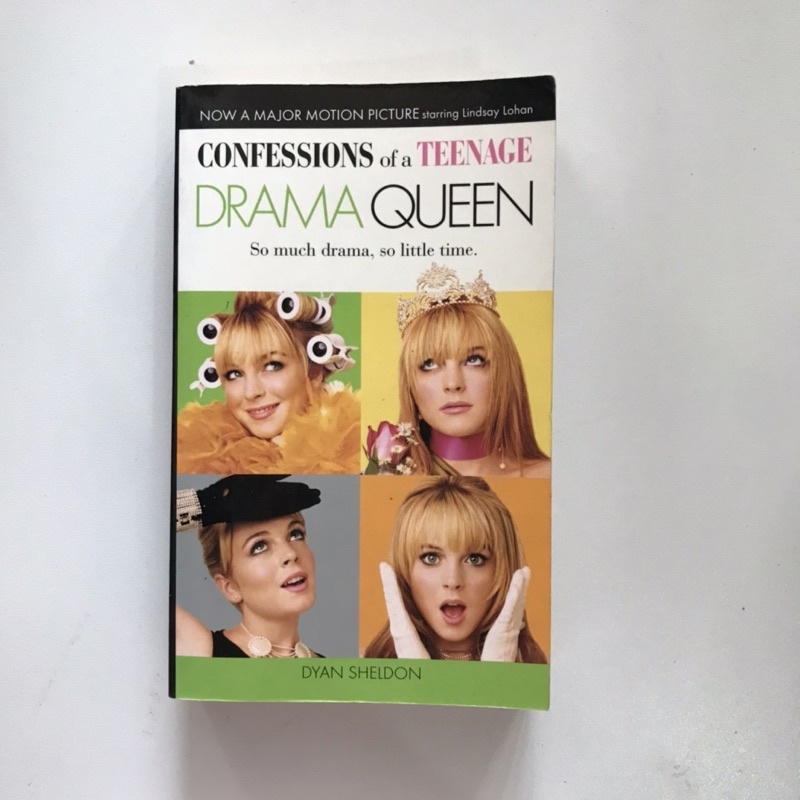 NOW A MAJOR MOTION PICTURE starring Lindsay Lohan
CONFESSIONS of a TEENAGE
DRAMA QUEEN
So much drama, so little time.
DYAN SHELDON